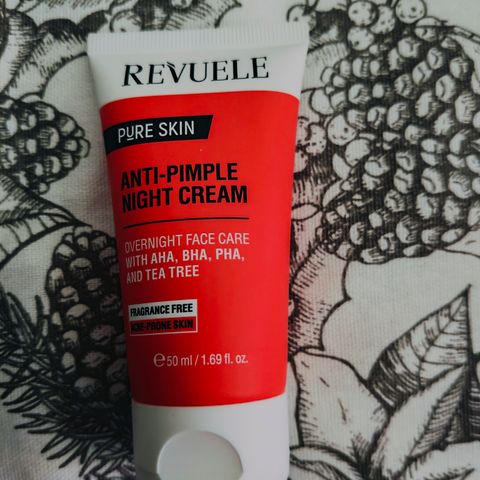 REVUELE
PURE SKIN
ANTI-PIMPLE
NIGHT CREAM
OVERNIGHT FACE CARE
WITH AHA, BHA, PHA,
AND TEA TREE
FRAGRANCE FREE
ACNE-PRONE SKIN
℮ 50 ml / 1.69 fl. oz.